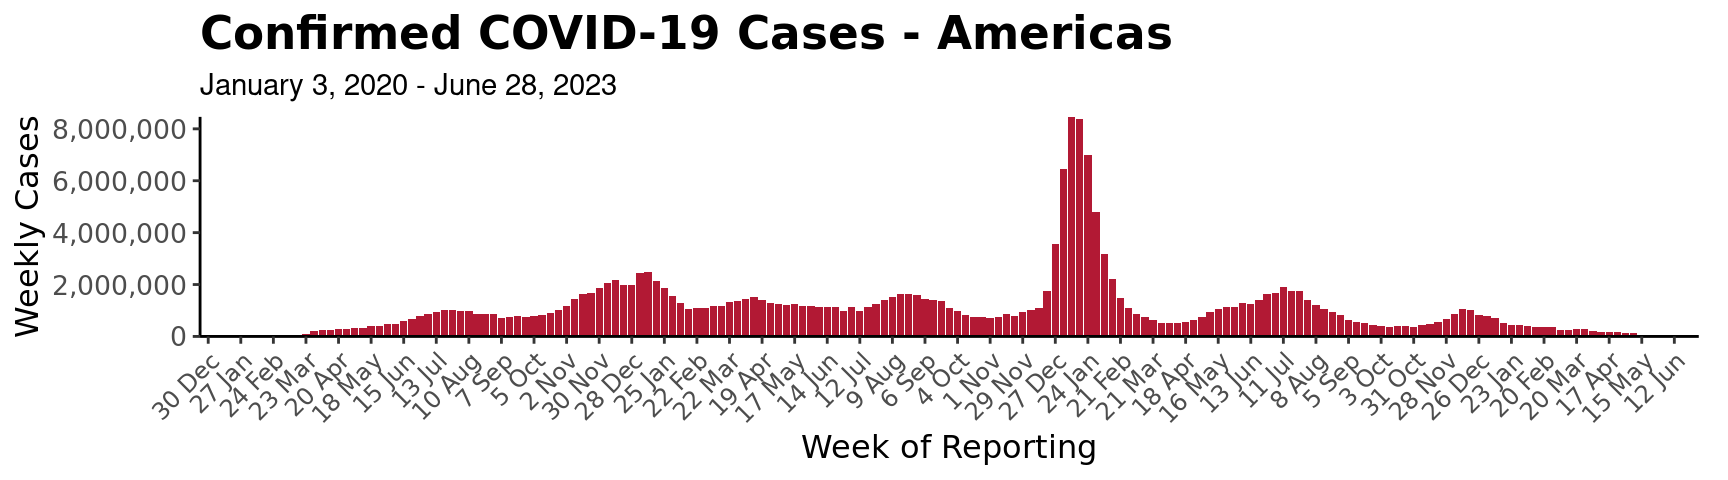 Confirmed COVID-19 Cases - Americas
January 3, 2020 - June 28, 2023
Weekly Cases
8,000,000
6,000,000
4,000,000
2,000,000
0
30 Dec
27 Jan
24 Feb
23 Mar
20 Apr
18 May
15 Jun
13 Jul
10 Aug
7 Sep
5 Oct
2 Nov
30 Nov
28 Dec
25 Jan
22 Feb
22 Mar
19 Apr
17 May
14 Jun
12 Jul
9 Aug
6 Sep
4 Oct
1 Nov
29 Nov
27 Dec
24 Jan
21 Feb
21 Mar
18 Apr
16 May
13 Jun
11 Jul
8 Aug
5 Sep
3 Oct
31 Oct
28 Nov
26 Dec
23 Jan
20 Feb
20 Mar
17 Apr
15 May
12 Jun
Week of Reporting